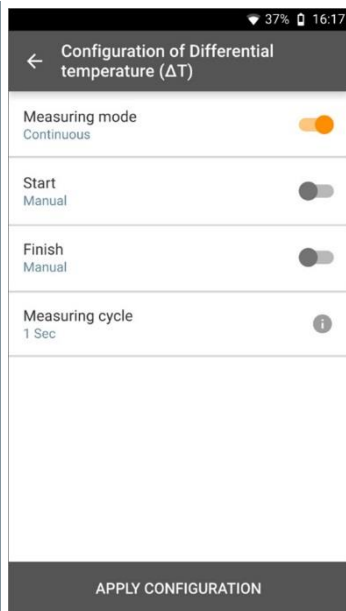 37% 16:17
Configuration of Differential
temperature (ΔT)
Measuring mode
Continuous
Start
Manual
Finish
Manual
Measuring cycle
1 Sec
APPLY CONFIGURATION